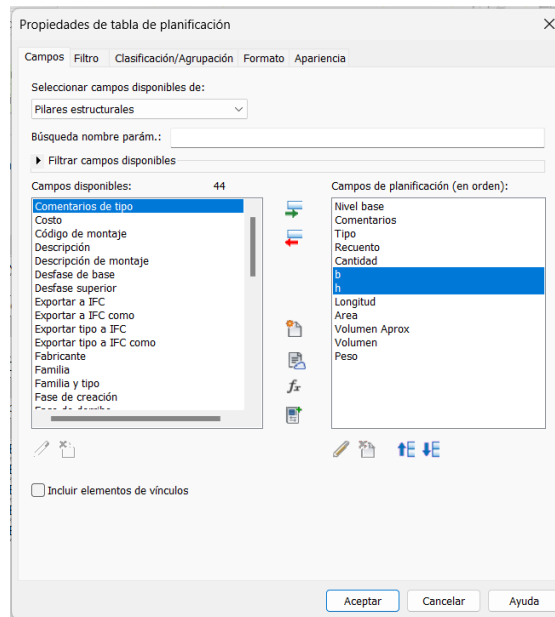 Propiedades de tabla de planificación
Campos Filtro Clasificación/Agrupación Formato Apariencia
Seleccionar campos disponibles de:
Pilares estructurales
Búsqueda nombre parám.:
Filtrar campos disponibles
Campos disponibles: 44
Comentarios de tipo
Costo
Código de montaje
Descripción
Descripción de montaje
Desfase de base
Desfase superior
Exportar a IFC
Exportar a IFC como
Exportar tipo a IFC
Exportar tipo a IFC como
Fabricante
Familia
Familia y tipo
Fase de creación
Campos de planificación (en orden):
Nivel base
Comentarios
Tipo
Recuento
Cantidad
b
h
Longitud
Area
Volumen Aprox
Volumen
Peso
fx
Incluir elementos de vínculos
Aceptar Cancelar Ayuda